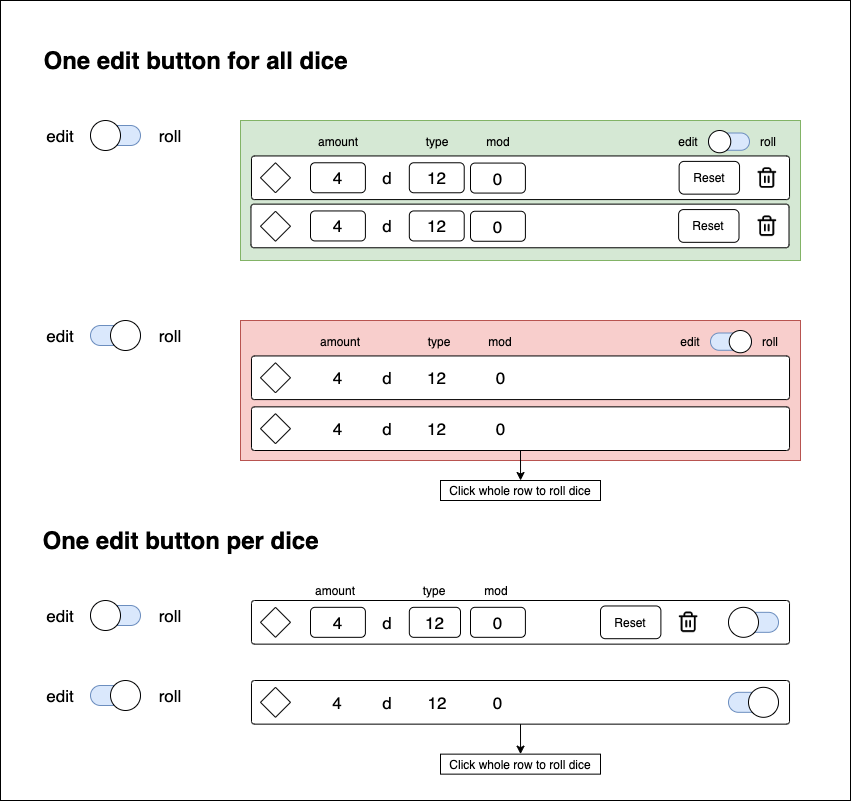 One edit button for all dice
edit roll
amount type mod edit roll
4 d 12 0 Reset
4 d 12 0 Reset
edit roll
amount type mod edit roll
4 d 12 0
4 d 12 0
Click whole row to roll dice
One edit button per dice
amount type mod
edit roll 4 d 12 0 Reset
edit roll 4 d 12 0
Click whole row to roll dice